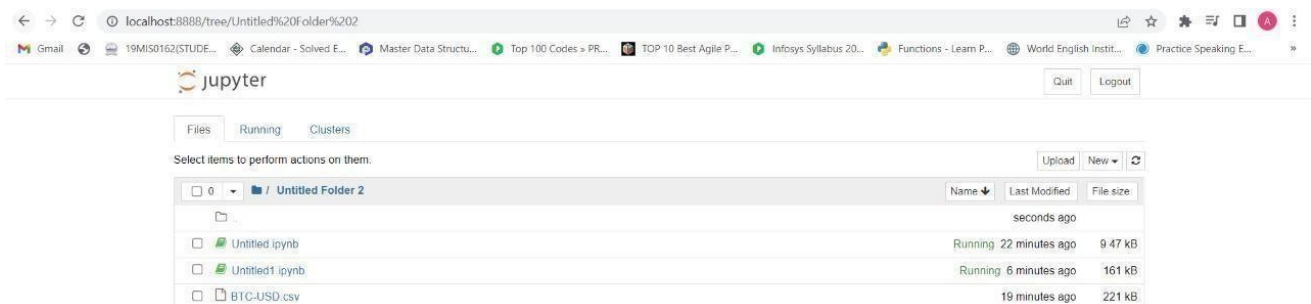 localhost:8888/tree/Untitled%20Folder%202
Gmail 19MIS0162(STUDE... Calendar - Solved E... Master Data Structu... Top 100 Codes » PR... TOP 10 Best Agile P... Infosys Syllabus 20... Functions - Learn P... World English Instit... Practice Speaking E... »
jupyter Quit Logout
Files Running Clusters
Select items to perform actions on them. Upload New
0 / Untitled Folder 2 Name Last Modified File size
.. seconds ago
Untitled.ipynb Running 22 minutes ago 9.47 kB
Untitled1.ipynb Running 6 minutes ago 161 kB
BTC-USD.csv 19 minutes ago 221 kB